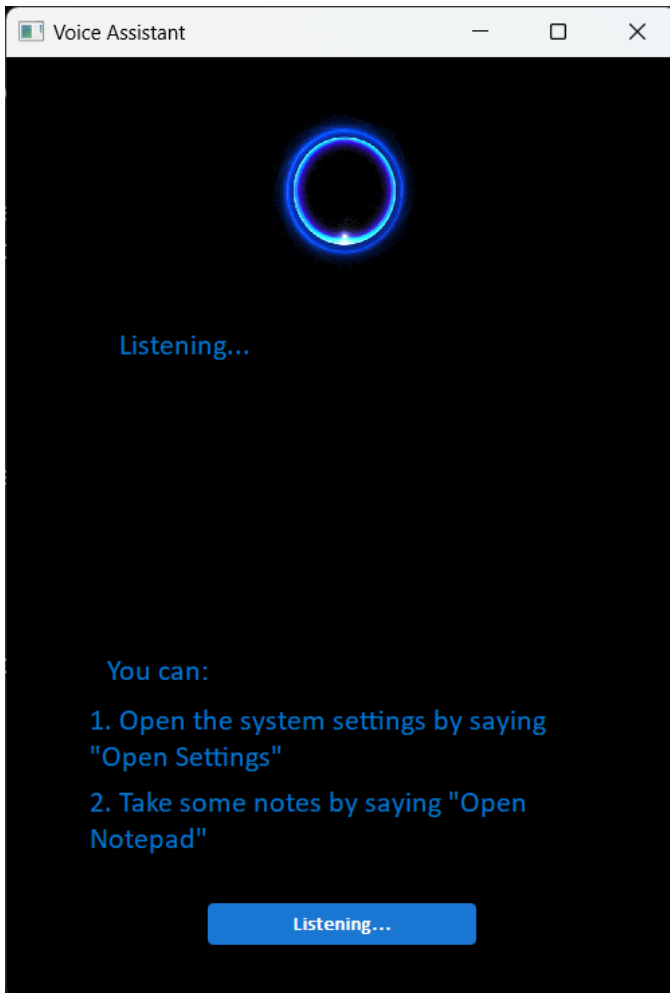 Voice Assistant
Listening...
You can:
1. Open the system settings by saying
"Open Settings"
2. Take some notes by saying "Open
Notepad"
Listening...